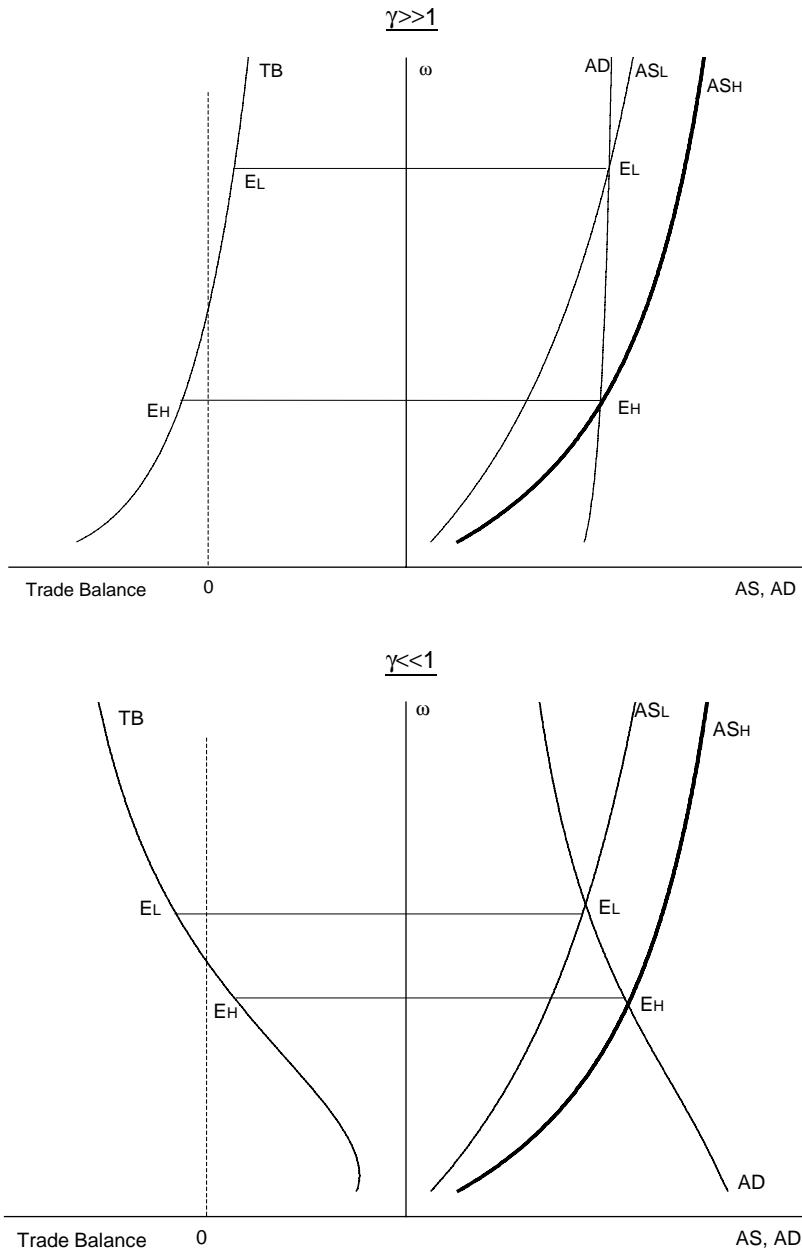 γ>>1
TB
ω
AD
ASL
ASH
EL
EL
EH
EH
Trade Balance
0
AS, AD
γ<<1
TB
ω
ASL
ASH
EL
EL
EH
EH
AD
Trade Balance
0
AS, AD